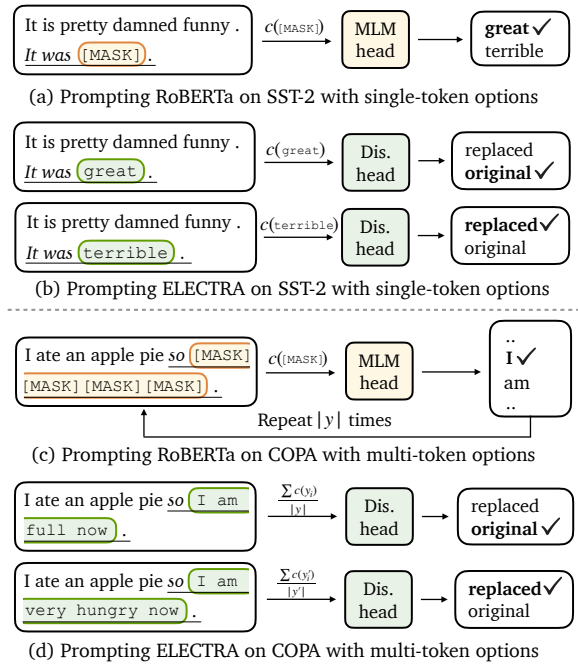 It is pretty damned funny .
It was [MASK] .
c([MASK])
MLM
head
great ✓
terrible
(a) Prompting RoBERTa on SST-2 with single-token options
It is pretty damned funny .
It was great .
c(great)
Dis.
head
replaced
original ✓
It is pretty damned funny .
It was terrible .
c(terrible)
Dis.
head
replaced ✓
original
(b) Prompting ELECTRA on SST-2 with single-token options
I ate an apple pie so [MASK]
[MASK][MASK][MASK] .
c([MASK])
MLM
head
..
I ✓
am
..
Repeat |y| times
(c) Prompting RoBERTa on COPA with multi-token options
I ate an apple pie so I am
full now .
∑ c(yᵢ)
|y|
Dis.
head
replaced
original ✓
I ate an apple pie so I am
very hungry now .
∑ c(y′ᵢ)
|y′|
Dis.
head
replaced ✓
original
(d) Prompting ELECTRA on COPA with multi-token options